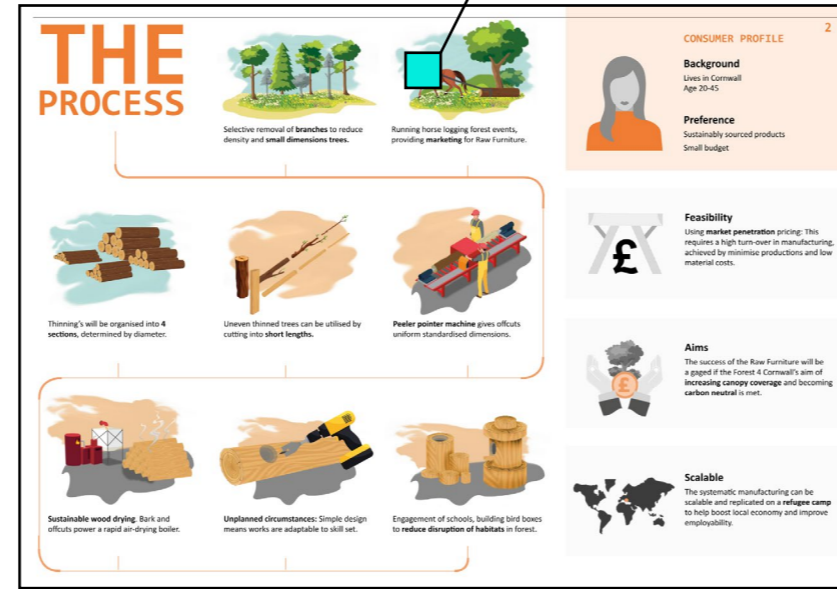 THE
PROCESS
Selective removal of branches to reduce
density and small dimensions trees.
Running horse logging forest events,
providing marketing for Raw Furniture.
Thinning's will be organised into 4
sections, determined by diameter.
Uneven thinned trees can be utilised by
cutting into short lengths.
Peeler pointer machine gives offcuts
uniform standardised dimensions.
Sustainable wood drying. Bark and
offcuts power a rapid air-drying boiler.
Unplanned circumstances: Simple design
means works are adaptable to skill set.
Engagement of schools, building bird boxes
to reduce disruption of habitats in forest.
2
CONSUMER PROFILE
Background
Lives in Cornwall
Age 20-45
Preference
Sustainably sourced products
Small budget
£
Feasibility
Using market penetration pricing: This
requires a high turn-over in manufacturing,
achieved by minimise productions and low
material costs.
£
Aims
The success of the Raw Furniture will be
a gaged if the Forest 4 Cornwall's aim of
increasing canopy coverage and becoming
carbon neutral is met.
Scalable
The systematic manufacturing can be
scalable and replicated on a refugee camp
to help boost local economy and improve
employability.